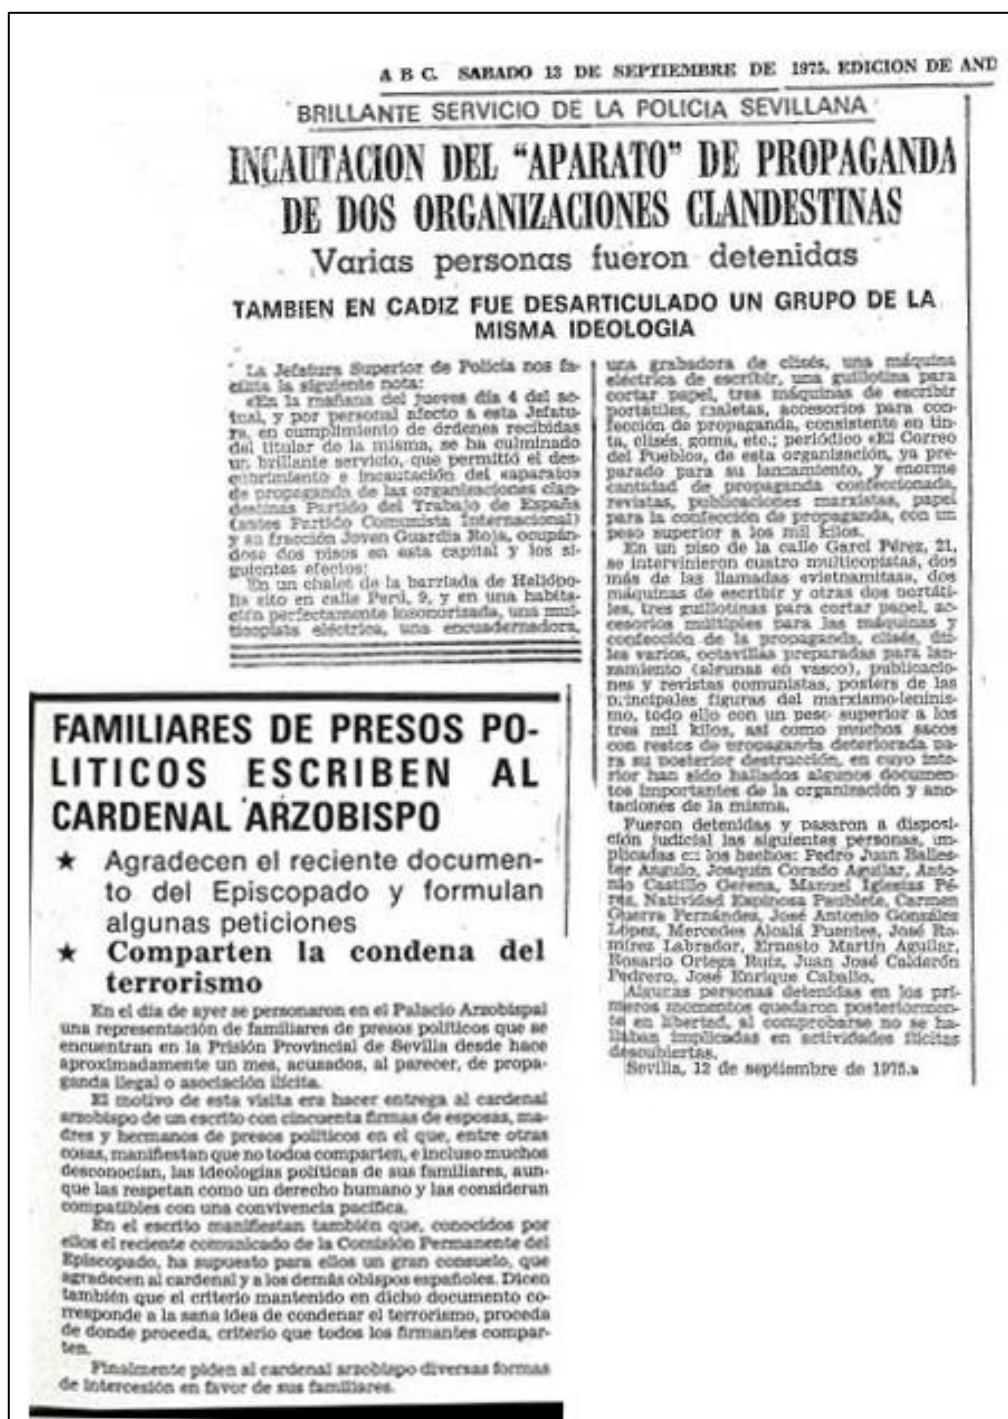 A B C. SABADO 13 DE SEPTIEMBRE DE 1975. EDICION DE AND
BRILLANTE SERVICIO DE LA POLICIA SEVILLANA
INCAUTACION DEL "APARATO" DE PROPAGANDA
DE DOS ORGANIZACIONES CLANDESTINAS
Varias personas fueron detenidas
TAMBIEN EN CADIZ FUE DESARTICULADO UN GRUPO DE LA
MISMA IDEOLOGIA
La Jefatura Superior de Policía nos fa-
cilita la siguiente nota:
«En la mañana del jueves día 4 del ac-
tual, y por personal afecto a esta Jefatu-
ra, en cumplimiento de órdenes recibidas
del titular de la misma, se ha culminado
un brillante servicio, que permitió el des-
cubrimiento e incautación del «aparato»
de propaganda de las organizaciones clan-
destinas Partido del Trabajo de España
(antes Partido Comunista Internacional)
y su fracción Joven Guardia Roja, ocupán-
dose dos pisos en esta capital y los si-
guientes efectos:
En un chalet de la barriada de Heliópo-
lis sito en calle Perú, 9, y en una habita-
ción perfectamente insonorizada, una mul-
ticopista eléctrica, una encuadernadora,
una grabadora de clisés, una máquina
eléctrica de escribir, una guillotina para
cortar papel, tres máquinas de escribir
portátiles, maletas, accesorios para con-
fección de propaganda, consistente en tin-
ta, clisés, goma, etc.; periódico «El Correo
del Pueblo», de esta organización, ya pre-
parado para su lanzamiento, y enorme
cantidad de propaganda confeccionada,
revistas, publicaciones marxistas, papel
para la confección de propaganda, con un
peso superior a los mil kilos.
En un piso de la calle Garci Pérez, 21,
se intervinieron cuatro multicopistas, dos
más de las llamadas «vietnamitas», dos
máquinas de escribir y otras dos portáti-
les, tres guillotinas para cortar papel, ac-
cesorios múltiples para las máquinas y
confección de la propaganda, clisés, úti-
les varios, octavillas preparadas para lan-
zamiento (algunas en vasco), publicacio-
nes y revistas comunistas, posters de las
principales figuras del marxismo-leninis-
mo, todo ello con un peso superior a los
tres mil kilos, así como muchos sacos
con restos de propaganda deteriorada pa-
ra su posterior destrucción, en cuyo inte-
rior han sido hallados algunos documen-
tos importantes de la organización y ano-
taciones de la misma.
Fueron detenidas y pasaron a disposi-
ción judicial las siguientes personas, im-
plicadas en los hechos: Pedro Juan Balles-
ter Angulo, Joaquín Corado Aguilar, Anto-
nio Castillo Gerena, Manuel Iglesias Pé-
rez, Natividad Espinosa Paublete, Carmen
Guerra Fernández, José Antonio González
López, Mercedes Alcalá Fuentes, José Ra-
mírez Labrador, Ernesto Martín Aguilar,
Rosario Ortega Ruiz, Juan José Calderón
Pedrero, José Enrique Caballo.
Algunas personas detenidas en los pri-
meros momentos quedaron posteriormen-
te en libertad, al comprobarse no se ha-
llaban implicadas en actividades ilícitas
descubiertas.
Sevilla, 12 de septiembre de 1975.»
FAMILIARES DE PRESOS PO-
LITICOS ESCRIBEN AL
CARDENAL ARZOBISPO
★ Agradecen el reciente documen-
to del Episcopado y formulan
algunas peticiones
★ Comparten la condena del
terrorismo
En el día de ayer se personaron en el Palacio Arzobispal
una representación de familiares de presos políticos que se
encuentran en la Prisión Provincial de Sevilla desde hace
aproximadamente un mes, acusados, al parecer, de propa-
ganda ilegal o asociación ilícita.
El motivo de esta visita era hacer entrega al cardenal
arzobispo de un escrito con cincuenta firmas de esposas, ma-
dres y hermanos de presos políticos en el que, entre otras
cosas, manifiestan que no todos comparten, e incluso muchos
desconocían, las ideologías políticas de sus familiares, aun-
que las respetan como un derecho humano y las consideran
compatibles con una convivencia pacífica.
En el escrito manifiestan también que, conocidos por
ellos el reciente comunicado de la Comisión Permanente del
Episcopado, ha supuesto para ellos un gran consuelo, que
agradecen al cardenal y a los demás obispos españoles. Dicen
también que el criterio mantenido en dicho documento co-
rresponde a la sana idea de condenar el terrorismo, proceda
de donde proceda, criterio que todos los firmantes compar-
ten.
Finalmente piden al cardenal arzobispo diversas formas
de intercesión en favor de sus familiares.